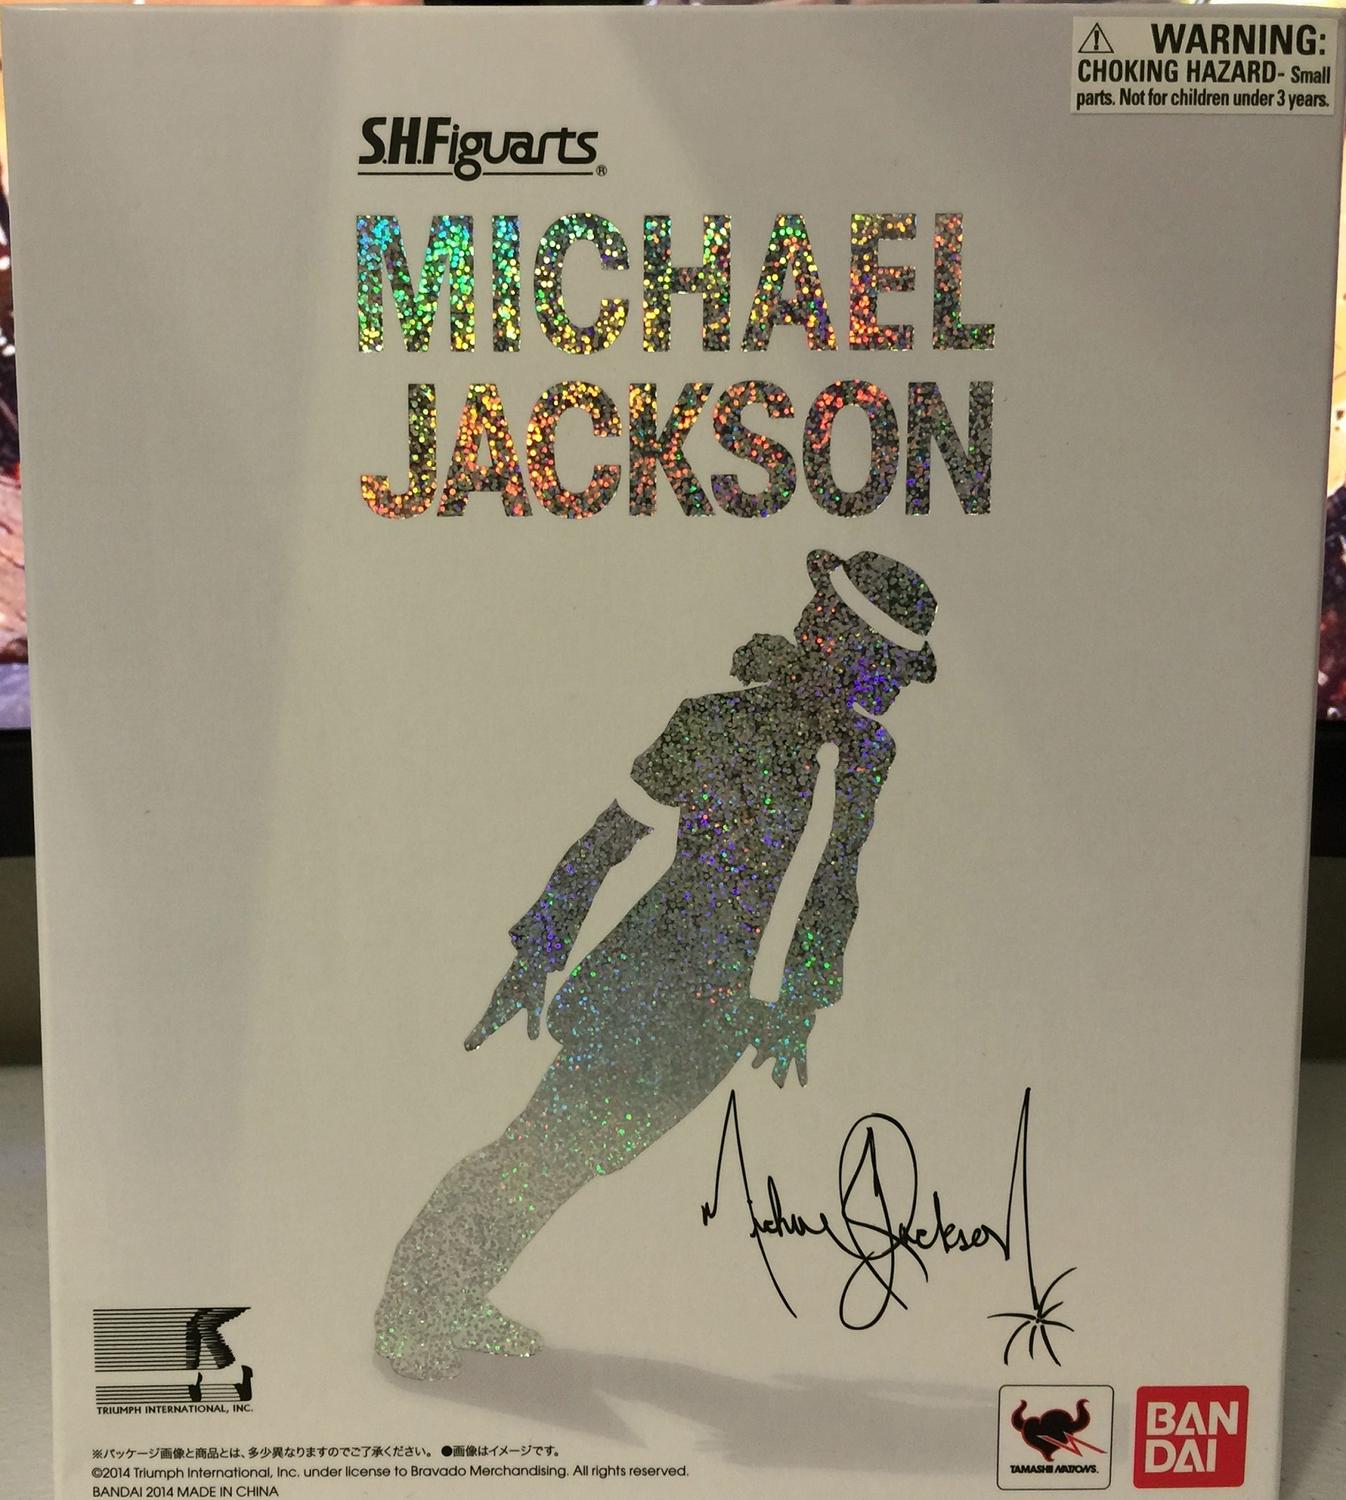 WARNING:
CHOKING HAZARD- Small
parts. Not for children under 3 years.
S.H.Figuarts®
MICHAEL
JACKSON
Michael Jackson
TRIUMPH INTERNATIONAL, INC.
TAMASHII NATIONS.
BAN
DAI
※パッケージ画像と商品とは、多少異なりますのでご了承ください。 ●画像はイメージです。
©2014 Triumph International, Inc. under license to Bravado Merchandising. All rights reserved.
BANDAI 2014 MADE IN CHINA